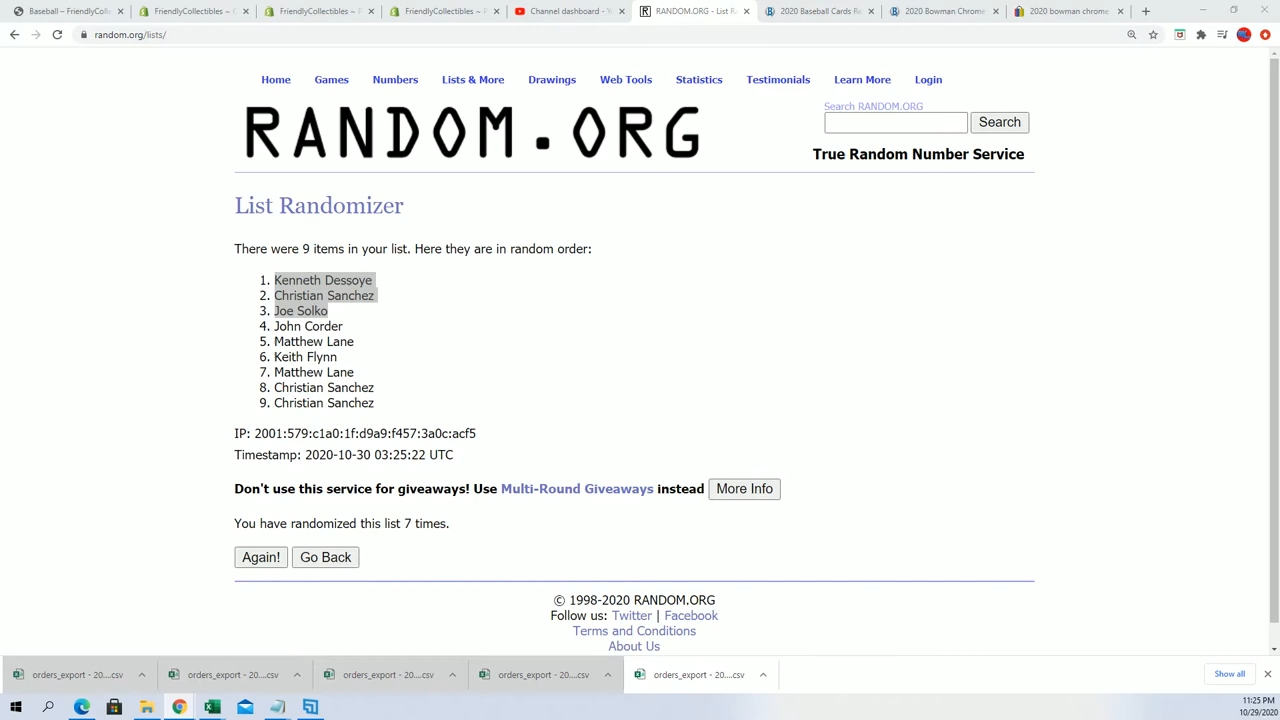 Baseball – FriendlyColl
FriendlyCollectibles ~ C
FriendlyCollectibles ~ P
FriendlyCollectibles ~ P
Channel dashboard - Y
RANDOM.ORG - List R
2020 Baseball Cards Re
2020 Bowman Chrome
2020 bowman chrome
random.org/lists/
Home Games Numbers Lists & More Drawings Web Tools Statistics Testimonials Learn More Login
RANDOM.ORG
Search RANDOM.ORG
Search
True Random Number Service
List Randomizer
There were 9 items in your list. Here they are in random order:
1. Kenneth Dessoye
2. Christian Sanchez
3. Joe Solko
4. John Corder
5. Matthew Lane
6. Keith Flynn
7. Matthew Lane
8. Christian Sanchez
9. Christian Sanchez
IP: 2001:579:c1a0:1f:d9a9:f457:3a0c:acf5
Timestamp: 2020-10-30 03:25:22 UTC
Don't use this service for giveaways! Use Multi-Round Giveaways instead More Info
You have randomized this list 7 times.
Again! Go Back
© 1998-2020 RANDOM.ORG
Follow us: Twitter | Facebook
Terms and Conditions
About Us
orders_export - 20....csv
orders_export - 20....csv
orders_export - 20....csv
orders_export - 20....csv
orders_export - 20....csv
Show all
11:25 PM
10/29/2020